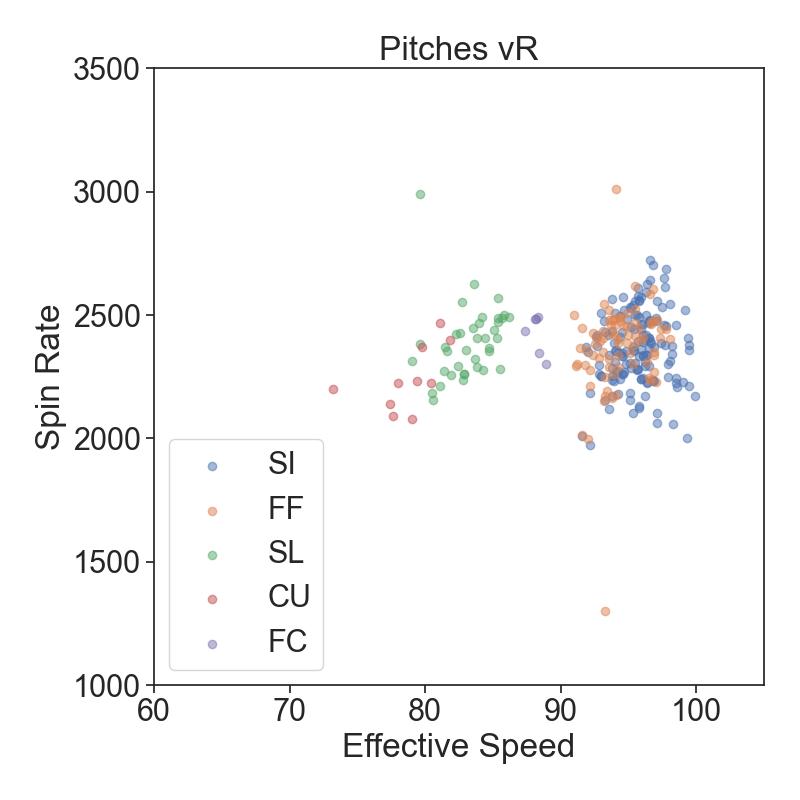 Pitches vR
3500
3000
2500
2000
1500
1000
Spin Rate
SI
FF
SL
CU
FC
60 70 80 90 100
Effective Speed